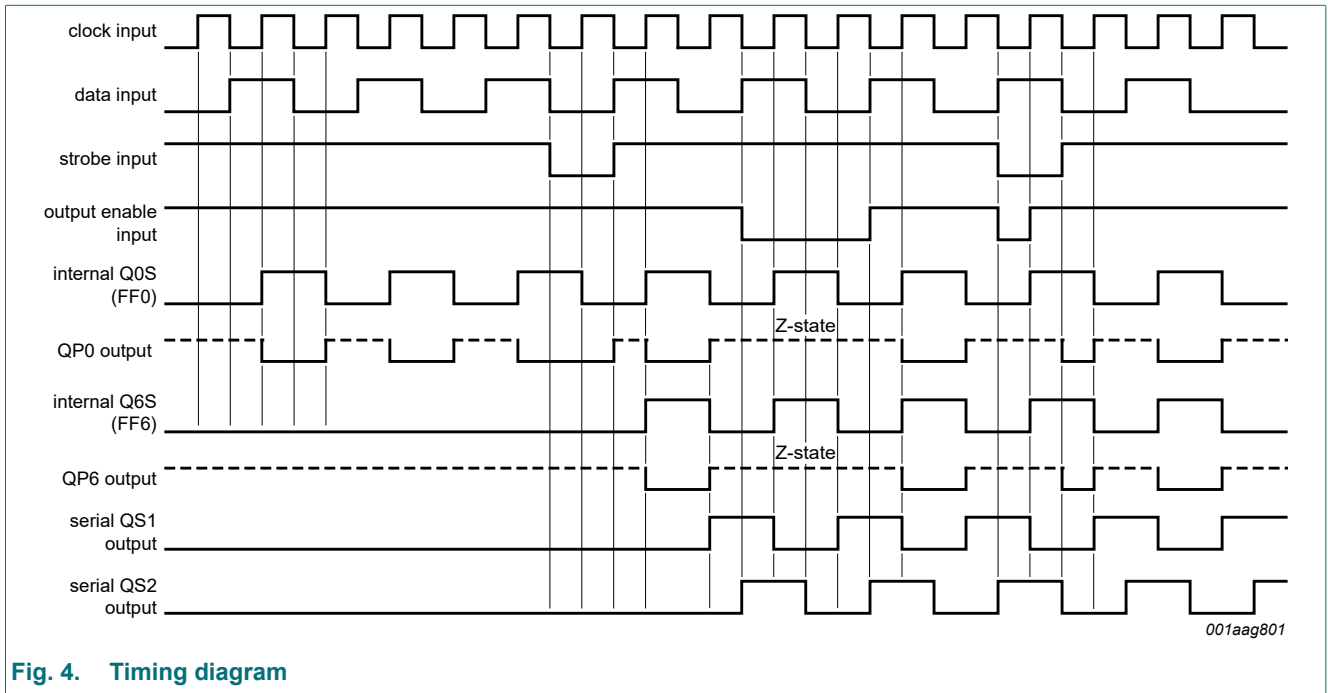 clock input
data input
strobe input
output enable
input
internal Q0S
(FF0)
Z-state
QP0 output
internal Q6S
(FF6)
Z-state
QP6 output
serial QS1
output
serial QS2
output
001aag801
Fig. 4. Timing diagram